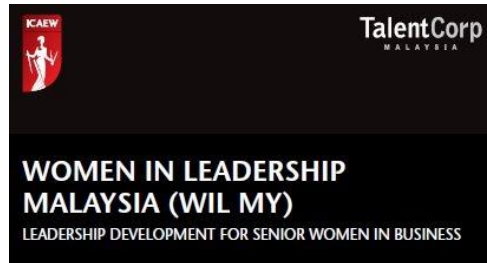 ICAEW
TalentCorp
MALAYSIA
WOMEN IN LEADERSHIP
MALAYSIA (WIL MY)
LEADERSHIP DEVELOPMENT FOR SENIOR WOMEN IN BUSINESS